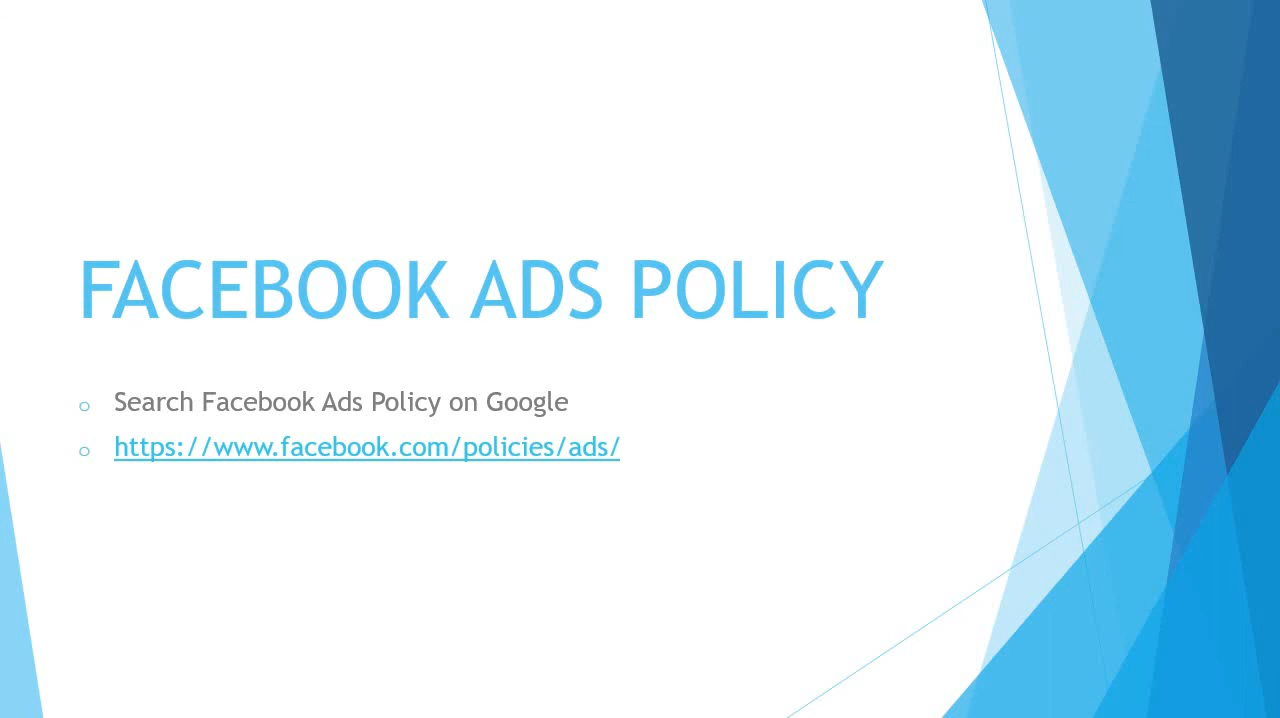 FACEBOOK ADS POLICY
o Search Facebook Ads Policy on Google
o https://www.facebook.com/policies/ads/